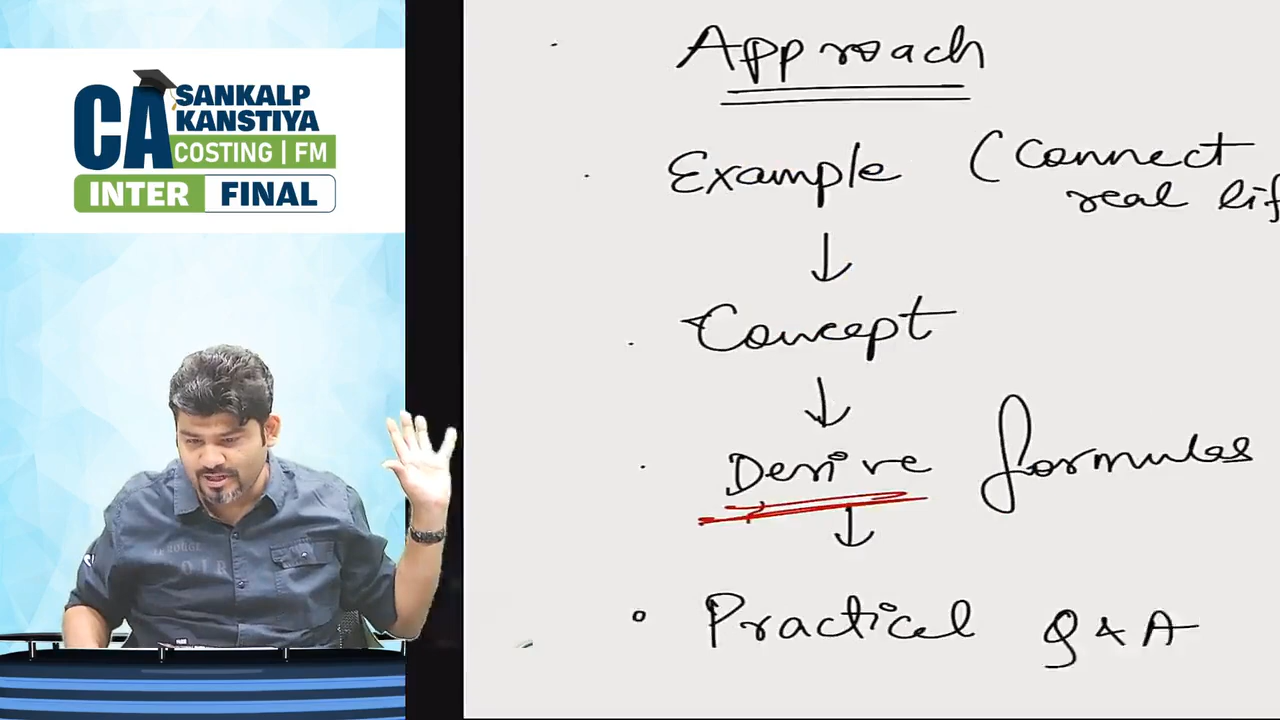 CA SANKALP
KANSTIYA
COSTING | FM
INTER FINAL
Approach
Example (Connect
real lif
↓
Concept
↓
Derive formulas
↓
Practical Q & A